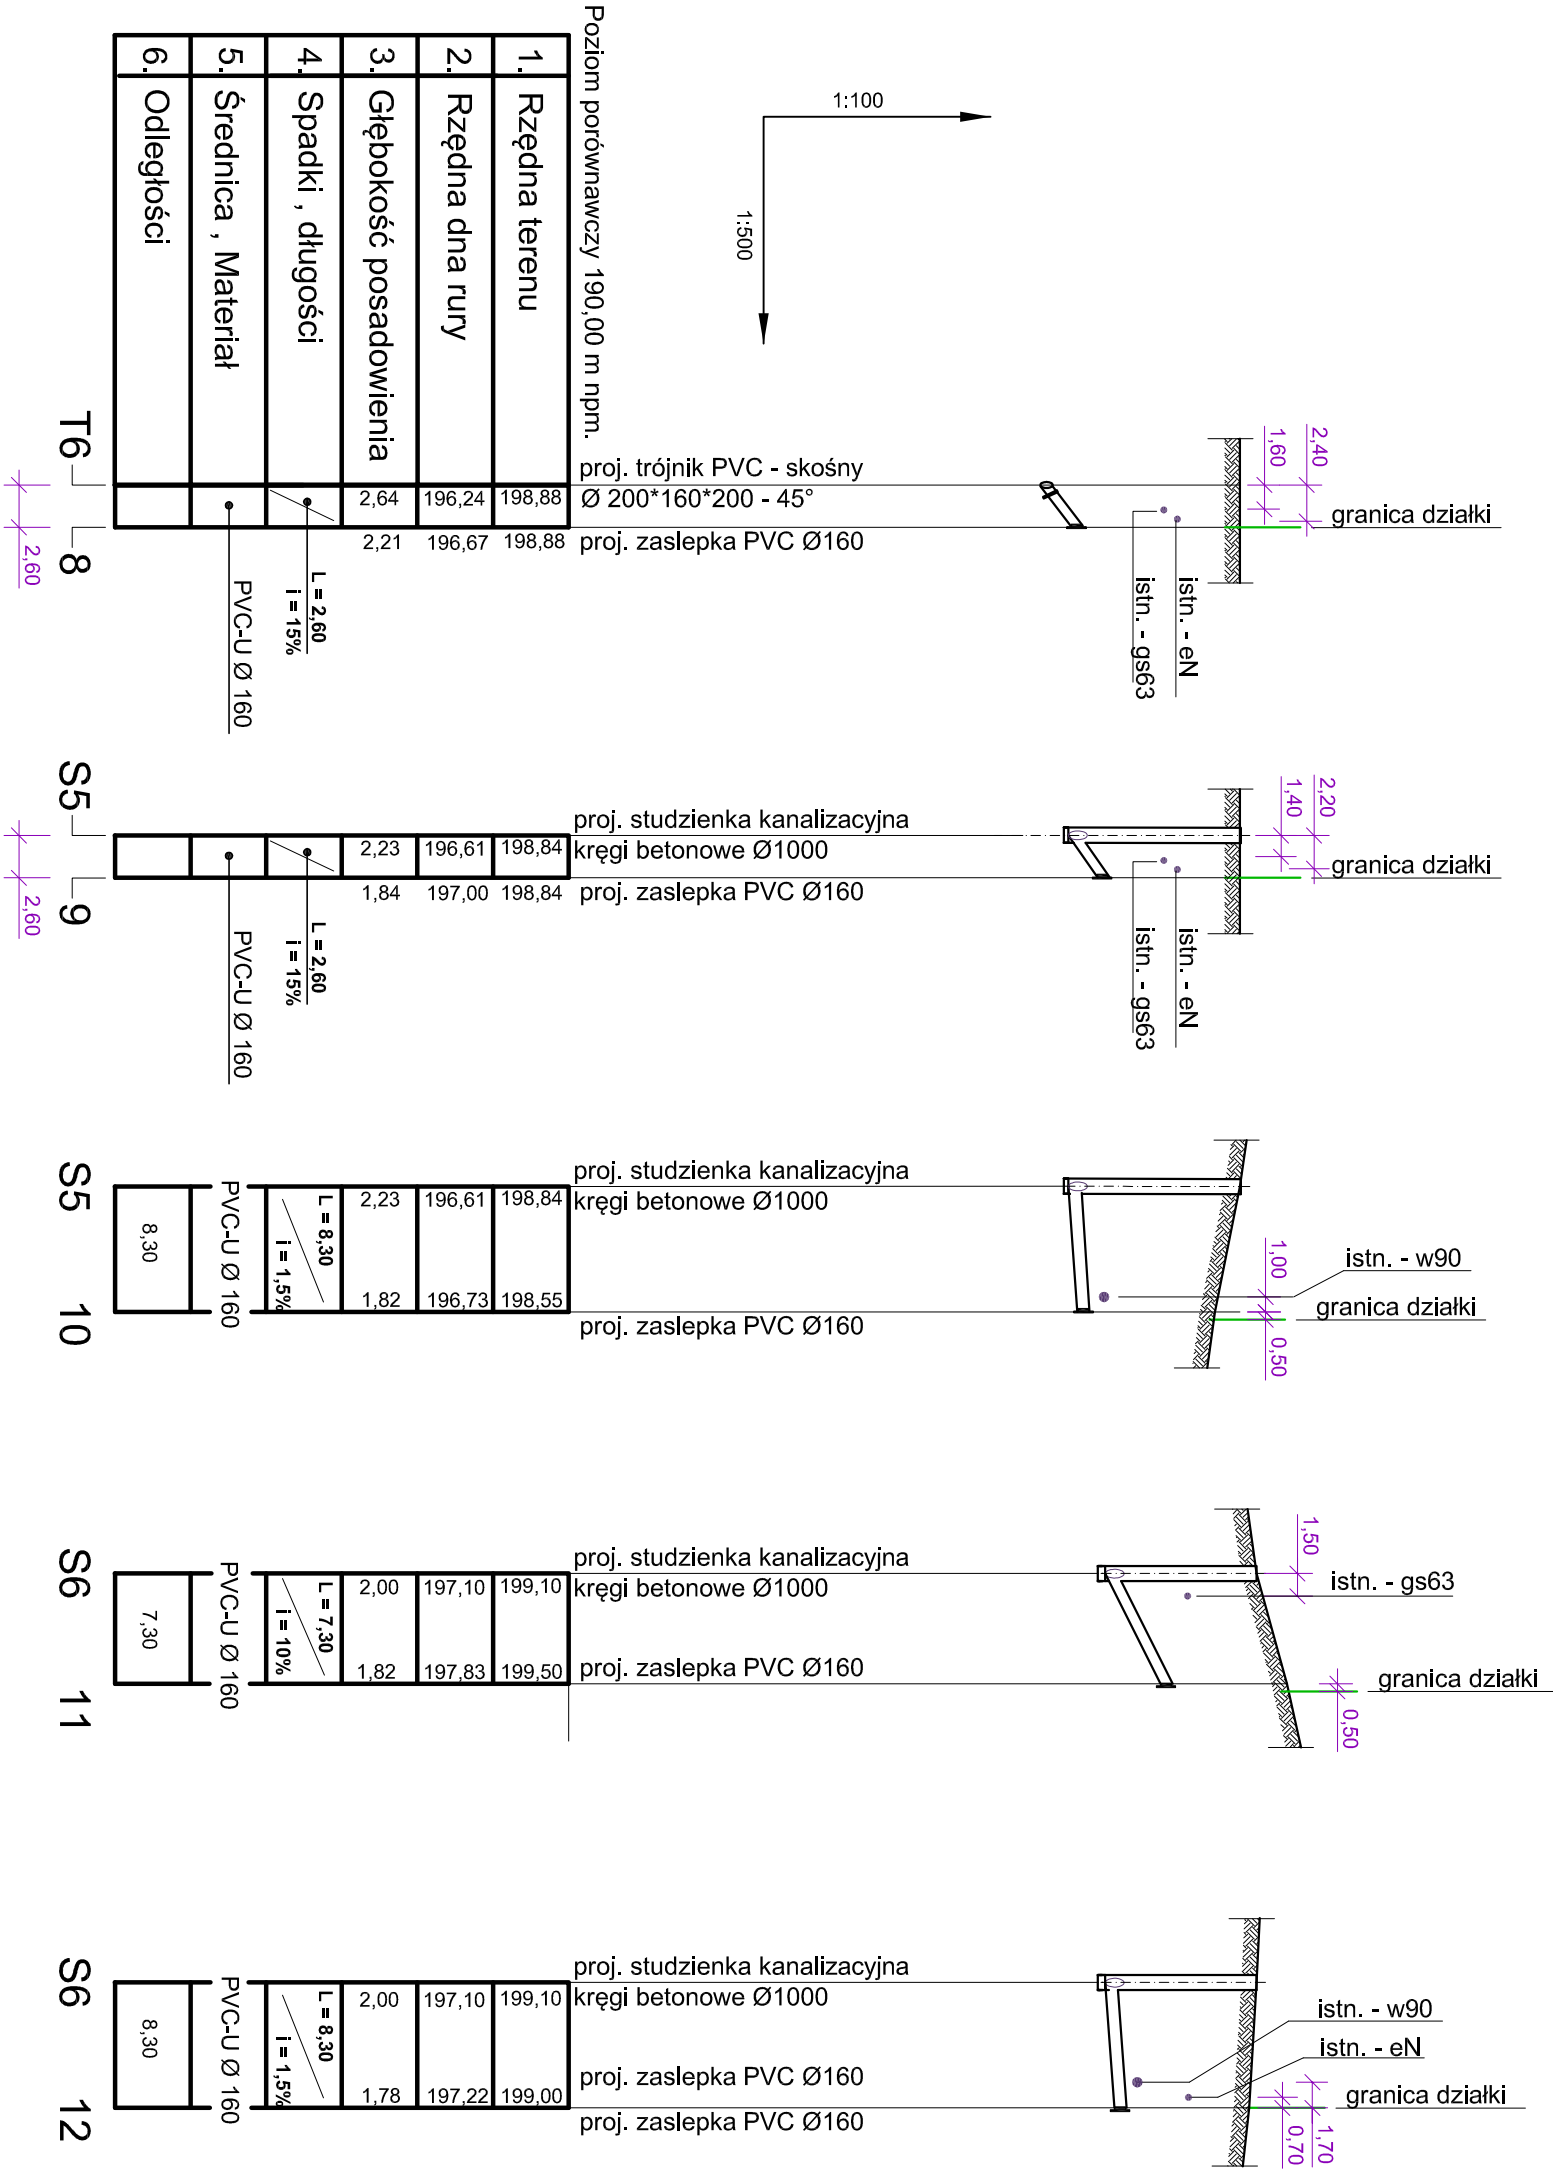 Poziom porównawczy 190,00 m npm.
1:100
1:500
1. Rzędna terenu
2. Rzędna dna rury
3. Głębokość posadowienia
4. Spadki , długości
5. Średnica , Materiał
6. Odległości
2,40
1,60
granica działki
istn. - eN
istn. - gs63
proj. trójnik PVC - skośny
Ø 200*160*200 - 45°
proj. zaslepka PVC Ø160
198,88
198,88
196,24
196,67
2,64
2,21
L = 2,60
i = 15%
PVC-U Ø 160
2,60
T6
8
2,20
1,40
granica działki
istn. - eN
istn. - gs63
proj. studzienka kanalizacyjna
kręgi betonowe Ø1000
proj. zaslepka PVC Ø160
198,84
198,84
196,61
197,00
2,23
1,84
L = 2,60
i = 15%
PVC-U Ø 160
2,60
S5
9
1,00
0,50
istn. - w90
granica działki
proj. studzienka kanalizacyjna
kręgi betonowe Ø1000
proj. zaslepka PVC Ø160
198,84
198,55
196,61
196,73
2,23
1,82
L = 8,30
i = 1,5%
PVC-U Ø 160
8,30
S5
10
1,50
istn. - gs63
granica działki
0,50
proj. studzienka kanalizacyjna
kręgi betonowe Ø1000
proj. zaslepka PVC Ø160
199,10
199,50
197,10
197,83
2,00
1,82
L = 7,30
i = 10%
PVC-U Ø 160
7,30
S6
11
istn. - w90
istn. - eN
granica działki
1,70
0,70
proj. studzienka kanalizacyjna
kręgi betonowe Ø1000
proj. zaslepka PVC Ø160
proj. zaslepka PVC Ø160
199,10
199,00
197,10
197,22
2,00
1,78
L = 8,30
i = 1,5%
PVC-U Ø 160
8,30
S6
12